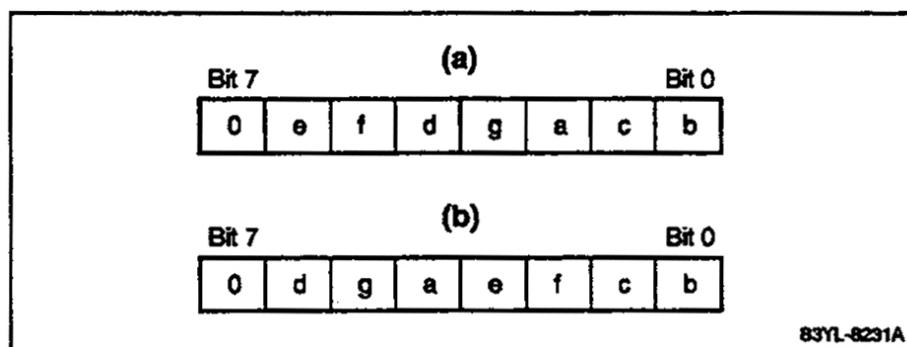 (a)
Bit 7 Bit 0
0 e f d g a c b
(b)
Bit 7 Bit 0
0 d g a e f c b
83YL-8231A